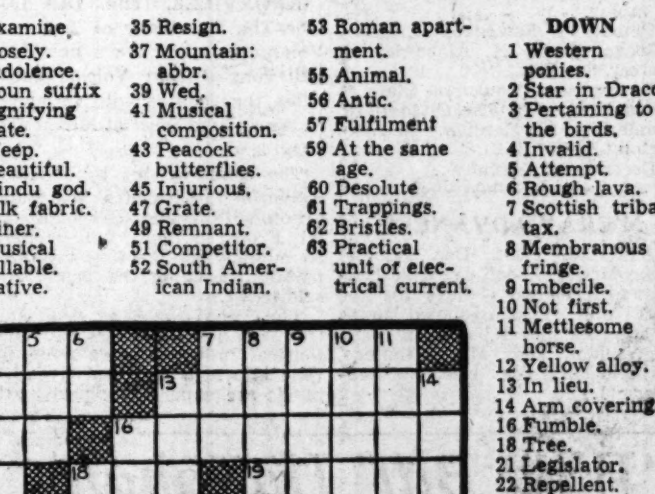 xamine,
osely.
dolence.
oun suffix
gnifying
ate.
eep.
eautiful.
indu god.
lk fabric.
iner.
usical
llable.
ative.
35 Resign.
37 Mountain:
abbr.
39 Wed.
41 Musical
composition.
43 Peacock
butterflies.
45 Injurious.
47 Grate.
49 Remnant.
51 Competitor.
52 South Amer-
ican Indian.
53 Roman apart-
ment.
55 Animal.
56 Antic.
57 Fulfilment
59 At the same
age.
60 Desolute
61 Trappings.
62 Bristles.
63 Practical
unit of elec-
trical current.
DOWN
1 Western
ponies.
2 Star in Draco
3 Pertaining to
the birds.
4 Invalid.
5 Attempt.
6 Rough lava.
7 Scottish triba
tax.
8 Membranous
fringe.
9 Imbecile.
10 Not first.
11 Mettlesome
horse.
12 Yellow alloy.
13 In lieu.
14 Arm covering
16 Fumble.
18 Tree.
21 Legislator.
22 Repellent.
5 6 7 8 9 10 11
13 14
16
18 19